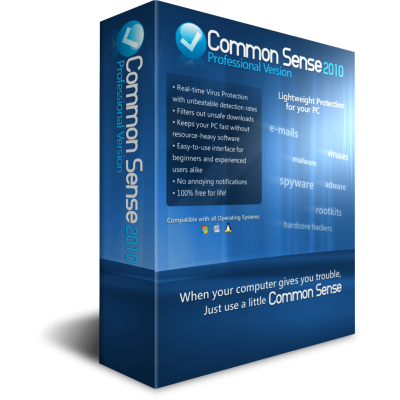 Common Sense 2010
Professional Version
Common Sense 2010
Professional Version
• Real-time Virus Protection
with unbeatable detection rates
• Filters out unsafe downloads
• Keeps your PC fast without
resource-heavy software
• Easy-to-use interface for
beginners and experienced
users alike
• No annoying notifications
• 100% free for life!
Compatible with all Operating Systems
Lightweight Protection
for your PC
e-mails
viruses
malware
spyware
adware
rootkits
hardcore hackers
When your computer gives you trouble,
Just use a little Common Sense